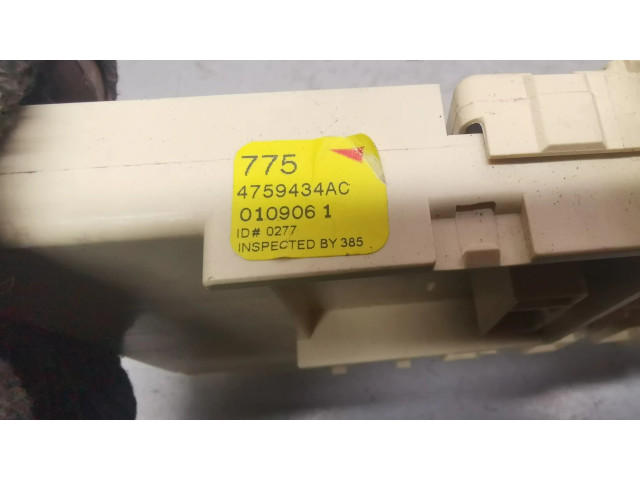 775
4759434AC
010906 1
ID# 0277
INSPECTED BY 385